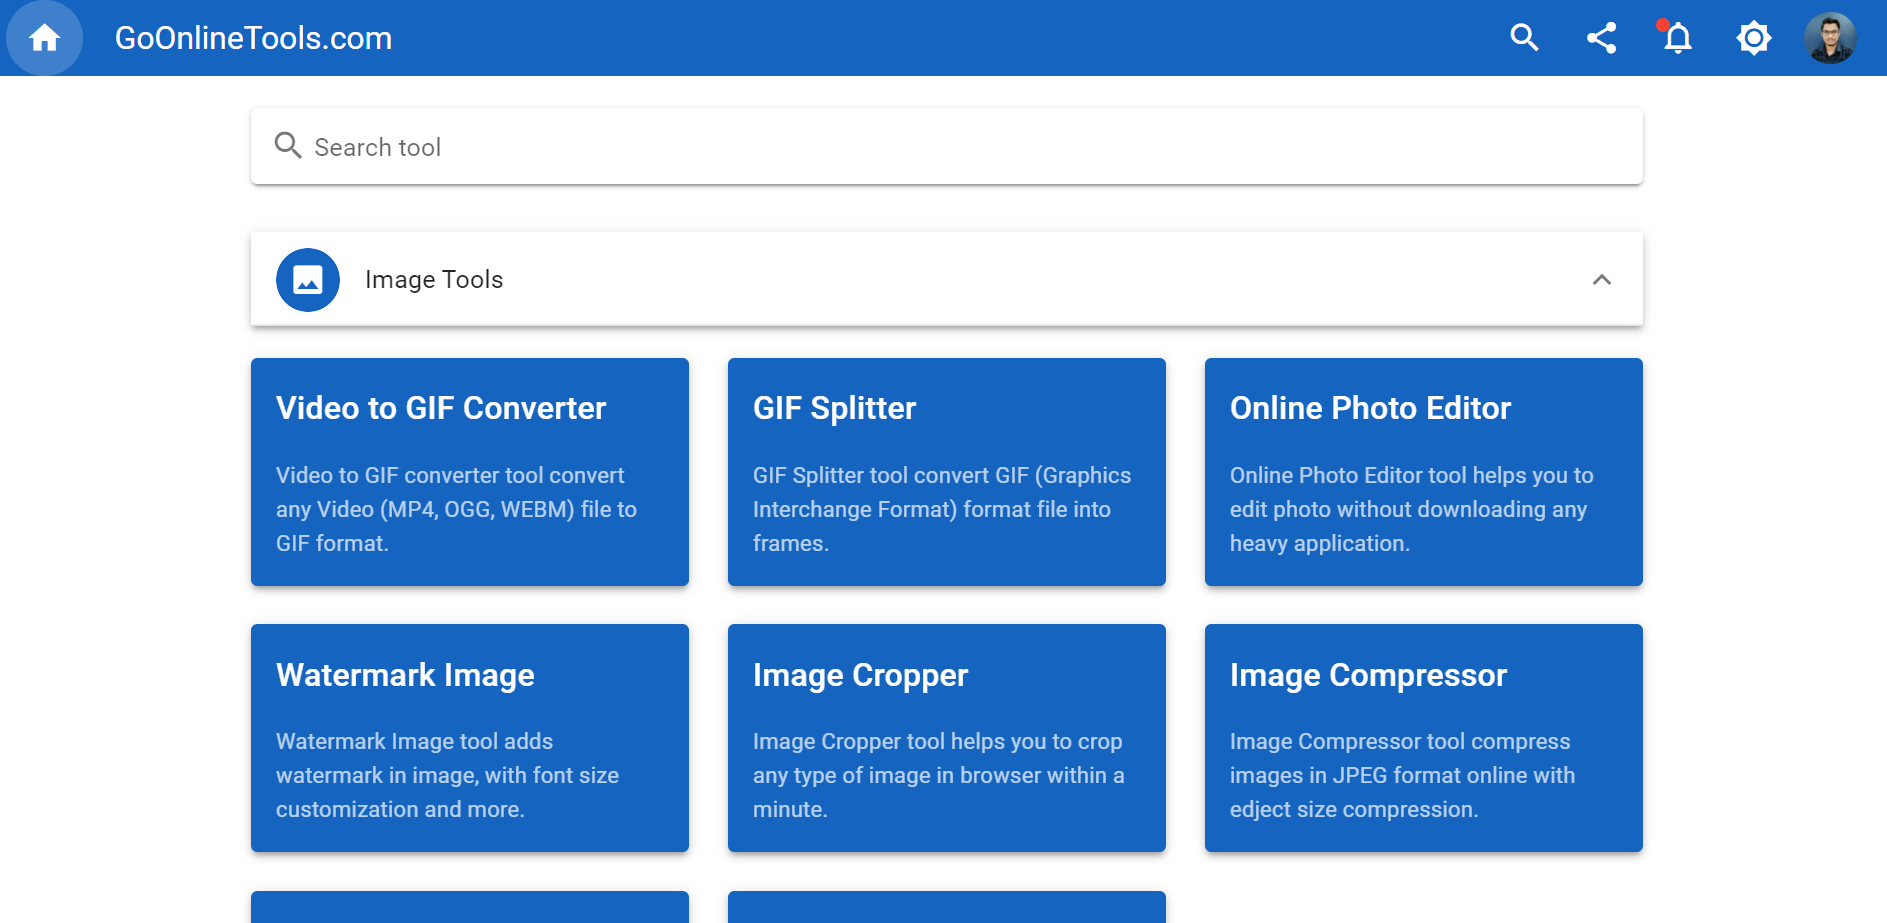 GoOnlineTools.com
Search tool
Image Tools
Video to GIF Converter
Video to GIF converter tool convert
any Video (MP4, OGG, WEBM) file to
GIF format.
GIF Splitter
GIF Splitter tool convert GIF (Graphics
Interchange Format) format file into
frames.
Online Photo Editor
Online Photo Editor tool helps you to
edit photo without downloading any
heavy application.
Watermark Image
Watermark Image tool adds
watermark in image, with font size
customization and more.
Image Cropper
Image Cropper tool helps you to crop
any type of image in browser within a
minute.
Image Compressor
Image Compressor tool compress
images in JPEG format online with
edject size compression.